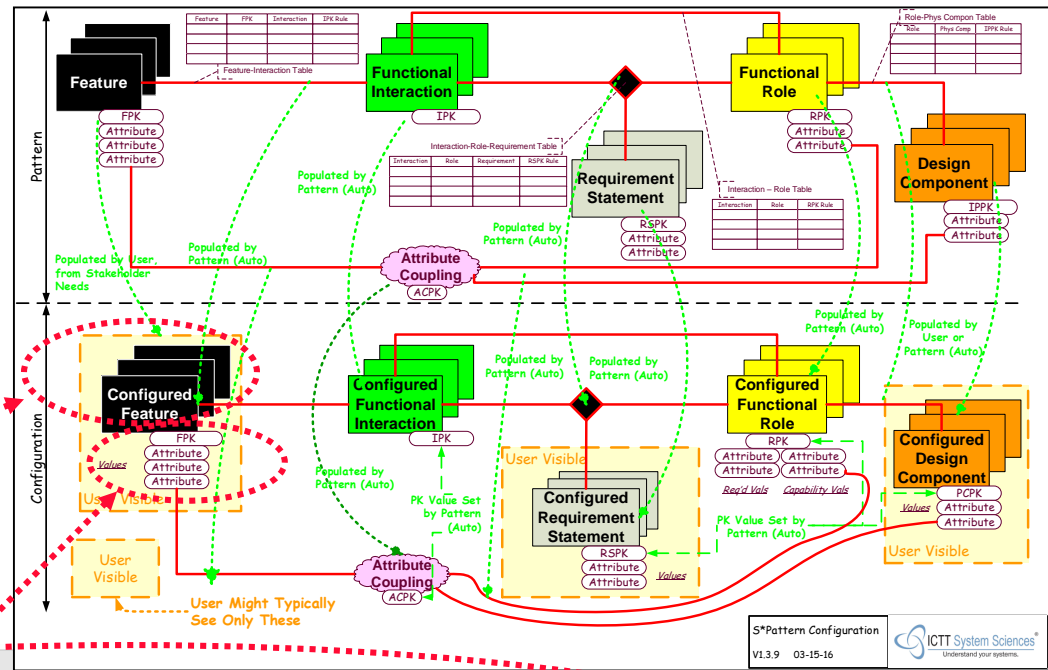 Feature FPK Interaction IPK Rule
Feature-Interaction Table
Role-Phys Compon Table
Role Phys Comp IPPK Rule
Pattern
Feature
FPK
Attribute
Attribute
Attribute
Functional
Interaction
IPK
Functional
Role
RPK
Attribute
Attribute
Interaction-Role-Requirement Table
Interaction Role Requirement RSPK Rule
Requirement
Statement
RSPK
Attribute
Attribute
Interaction – Role Table
Interaction Role RPK Rule
Design
Component
IPPK
Attribute
Attribute
Populated by
Pattern (Auto)
Populated by User,
from Stakeholder
Needs
Populated by
Pattern (Auto)
Populated by
Pattern (Auto)
Attribute
Coupling
ACPK
Configuration
Configured
Feature
FPK
Attribute
Attribute
Attribute
Values
User Visible
Configured
Functional
Interaction
IPK
Populated by
Pattern (Auto)
Populated by
Pattern (Auto)
Populated by
Pattern (Auto)
Populated by
User or
Pattern (Auto)
Configured
Functional
Role
RPK
Attribute Attribute
Attribute Attribute
Req'd Vals Capability Vals
User Visible
Configured
Requirement
Statement
RSPK
Attribute
Attribute
Values
Configured
Design
Component
PCPK
Attribute
Attribute
Values
User Visible
Populated by
Pattern (Auto)
PK Value Set
by Pattern
(Auto)
PK Value Set by
Pattern (Auto)
Attribute
Coupling
ACPK
User
Visible
User Might Typically
See Only These
S*Pattern Configuration
V1.3.9 03-15-16
ICTT System Sciences®
Understand your systems.